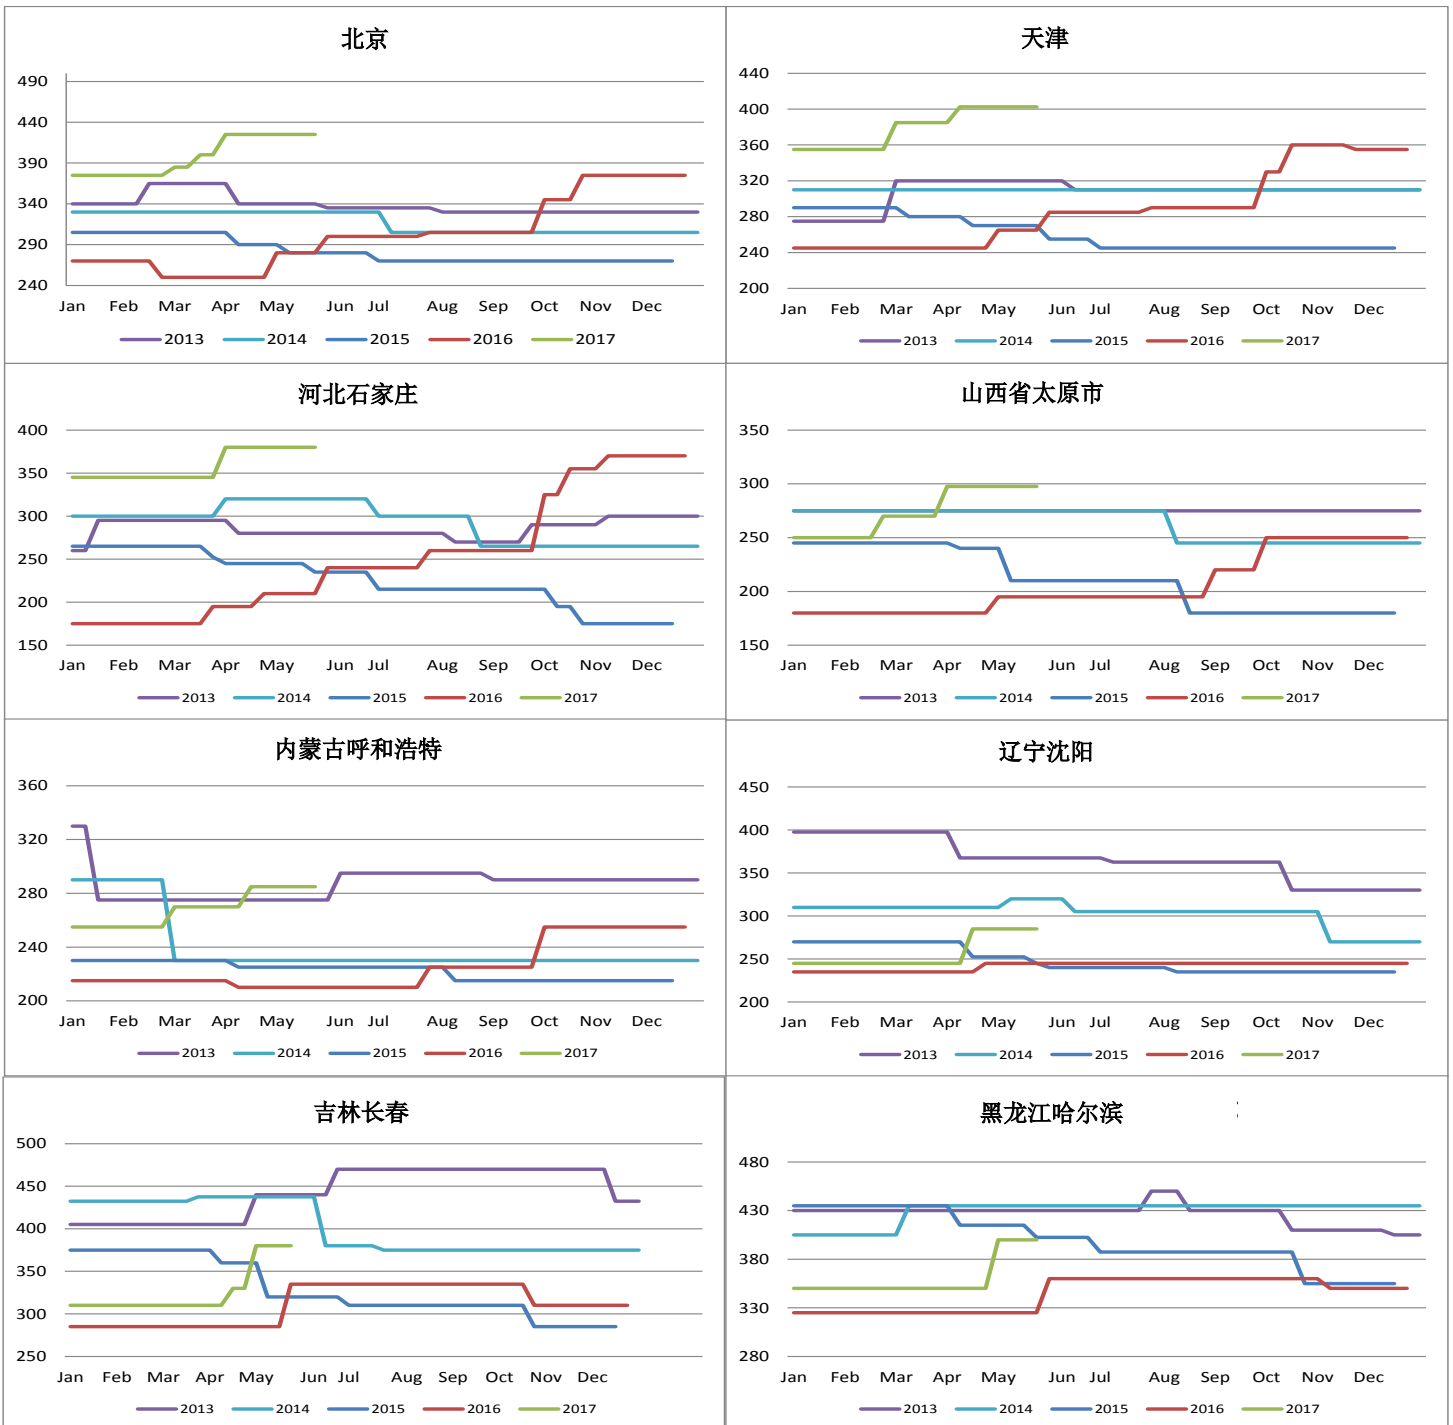 北京
490
440
390
340
290
240
Jan Feb Mar Apr May Jun Jul Aug Sep Oct Nov Dec
2013 2014 2015 2016 2017
天津
440
400
360
320
280
240
200
Jan Feb Mar Apr May Jun Jul Aug Sep Oct Nov Dec
2013 2014 2015 2016 2017
河北石家庄
400
350
300
250
200
150
Jan Feb Mar Apr May Jun Jul Aug Sep Oct Nov Dec
2013 2014 2015 2016 2017
山西省太原市
350
300
250
200
150
Jan Feb Mar Apr May Jun Jul Aug Sep Oct Nov Dec
2013 2014 2015 2016 2017
内蒙古呼和浩特
360
320
280
240
200
Jan Feb Mar Apr May Jun Jul Aug Sep Oct Nov Dec
2013 2014 2015 2016 2017
辽宁沈阳
450
400
350
300
250
200
Jan Feb Mar Apr May Jun Jul Aug Sep Oct Nov Dec
2013 2014 2015 2016 2017
吉林长春
500
450
400
350
300
250
Jan Feb Mar Apr May Jun Jul Aug Sep Oct Nov Dec
2013 2014 2015 2016 2017
黑龙江哈尔滨
480
430
380
330
280
Jan Feb Mar Apr May Jun Jul Aug Sep Oct Nov Dec
2013 2014 2015 2016 2017